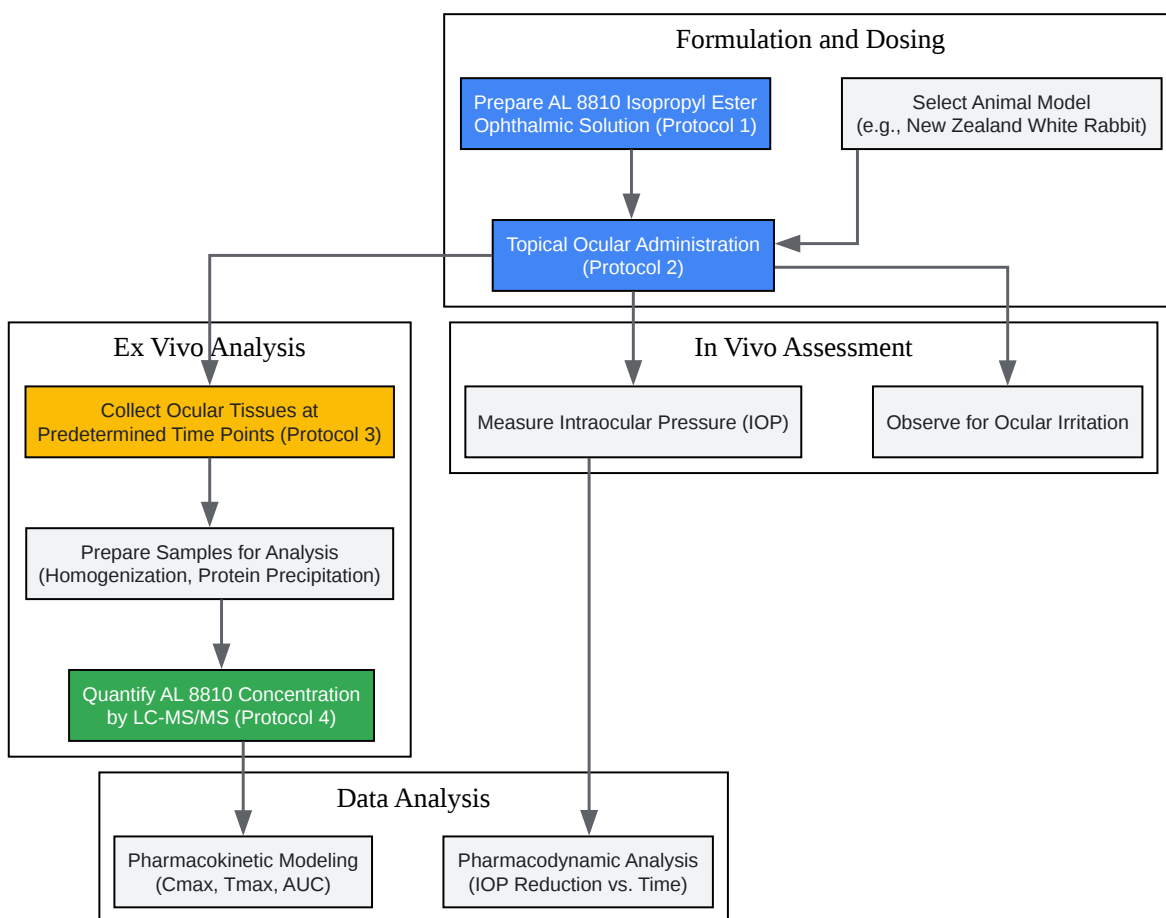 Formulation and Dosing
Prepare AL 8810 Isopropyl Ester
Ophthalmic Solution (Protocol 1)
Select Animal Model
(e.g., New Zealand White Rabbit)
Topical Ocular Administration
(Protocol 2)
Ex Vivo Analysis
Collect Ocular Tissues at
Predetermined Time Points (Protocol 3)
Prepare Samples for Analysis
(Homogenization, Protein Precipitation)
Quantify AL 8810 Concentration
by LC-MS/MS (Protocol 4)
In Vivo Assessment
Measure Intraocular Pressure (IOP)
Observe for Ocular Irritation
Data Analysis
Pharmacokinetic Modeling
(Cmax, Tmax, AUC)
Pharmacodynamic Analysis
(IOP Reduction vs. Time)